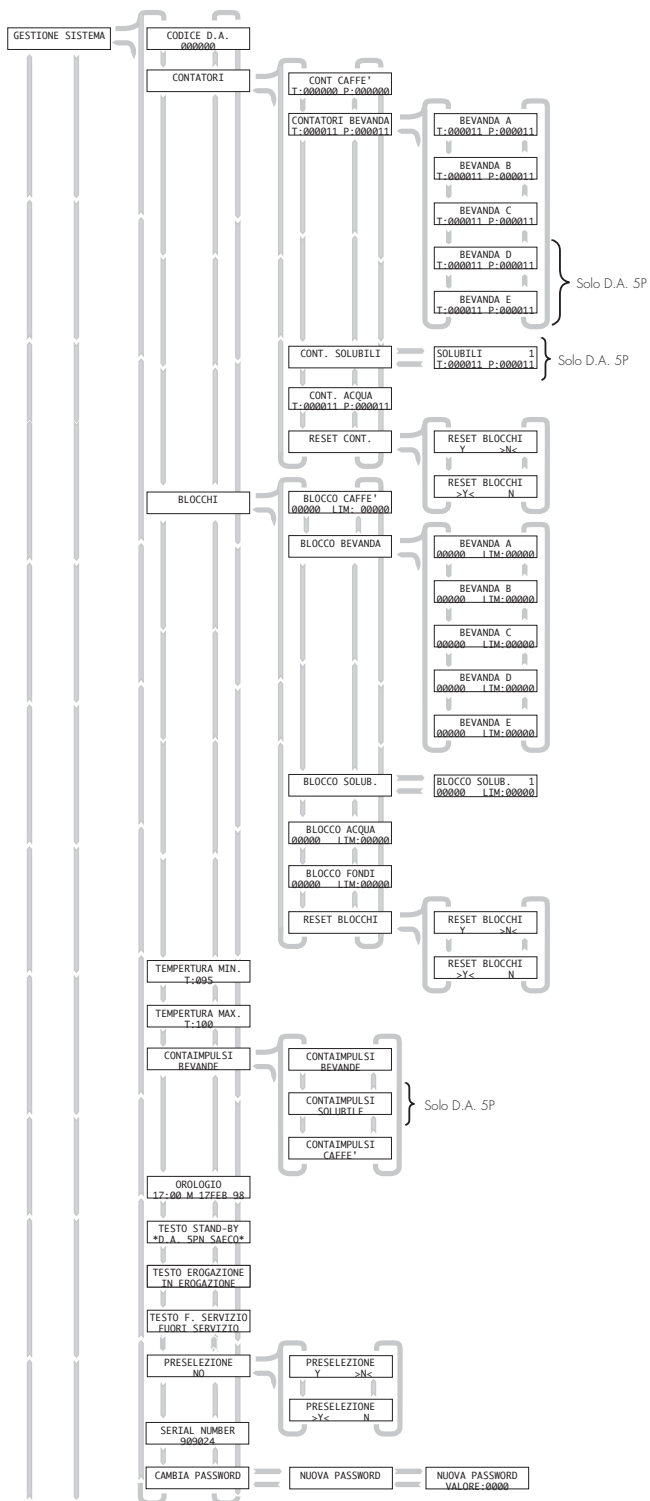 GESTIONE SISTEMA
CODICE D.A.
000000
CONTATORI
CONT CAFFE'
T:000000 P:000000
CONTATORI BEVANDA
T:000011 P:000011
BEVANDA A
T:000011 P:000011
BEVANDA B
T:000011 P:000011
BEVANDA C
T:000011 P:000011
BEVANDA D
T:000011 P:000011
BEVANDA E
T:000011 P:000011
Solo D.A. 5P
CONT. SOLUBILI
SOLUBILI 1
T:000011 P:000011
Solo D.A. 5P
CONT. ACQUA
T:000011 P:000011
RESET CONT.
RESET BLOCCHI
Y >N<
RESET BLOCCHI
>Y< N
BLOCCHI
BLOCCO CAFFE'
00000 LIM: 00000
BLOCCO BEVANDA
BEVANDA A
00000 LIM:00000
BEVANDA B
00000 LIM:00000
BEVANDA C
00000 LIM:00000
BEVANDA D
00000 LIM:00000
BEVANDA E
00000 LIM:00000
BLOCCO SOLUB.
BLOCCO SOLUB. 1
00000 LIM:00000
BLOCCO ACQUA
00000 LIM:00000
BLOCCO FONDI
00000 LIM:00000
RESET BLOCCHI
RESET BLOCCHI
Y >N<
RESET BLOCCHI
>Y< N
TEMPERTURA MIN.
T:095
TEMPERTURA MAX.
T:100
CONTAIMPULSI
BEVANDE
CONTAIMPULSI
BEVANDE
CONTAIMPULSI
SOLUBILE
Solo D.A. 5P
CONTAIMPULSI
CAFFE'
OROLOGIO
17:00 M 17FEB 98
TESTO STAND-BY
*D.A. 5PN SAECO*
TESTO EROGAZIONE
IN EROGAZIONE
TESTO F. SERVIZIO
FUORI SERVIZIO
PRESELEZIONE
NO
PRESELEZIONE
Y >N<
PRESELEZIONE
>Y< N
SERIAL NUMBER
909024
CAMBIA PASSWORD
NUOVA PASSWORD
NUOVA PASSWORD
VALORE:0000